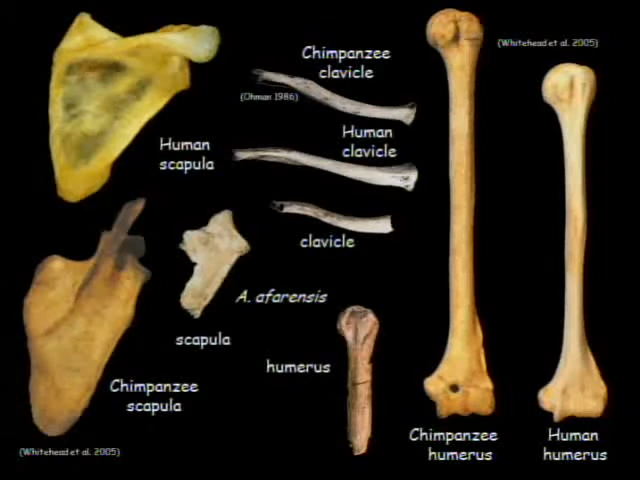 Chimpanzee
clavicle
(Ohman 1986)
(Whitehead et al. 2005)
Human
scapula
Human
clavicle
clavicle
A. afarensis
scapula
humerus
Chimpanzee
scapula
(Whitehead et al. 2005)
Chimpanzee
humerus
Human
humerus